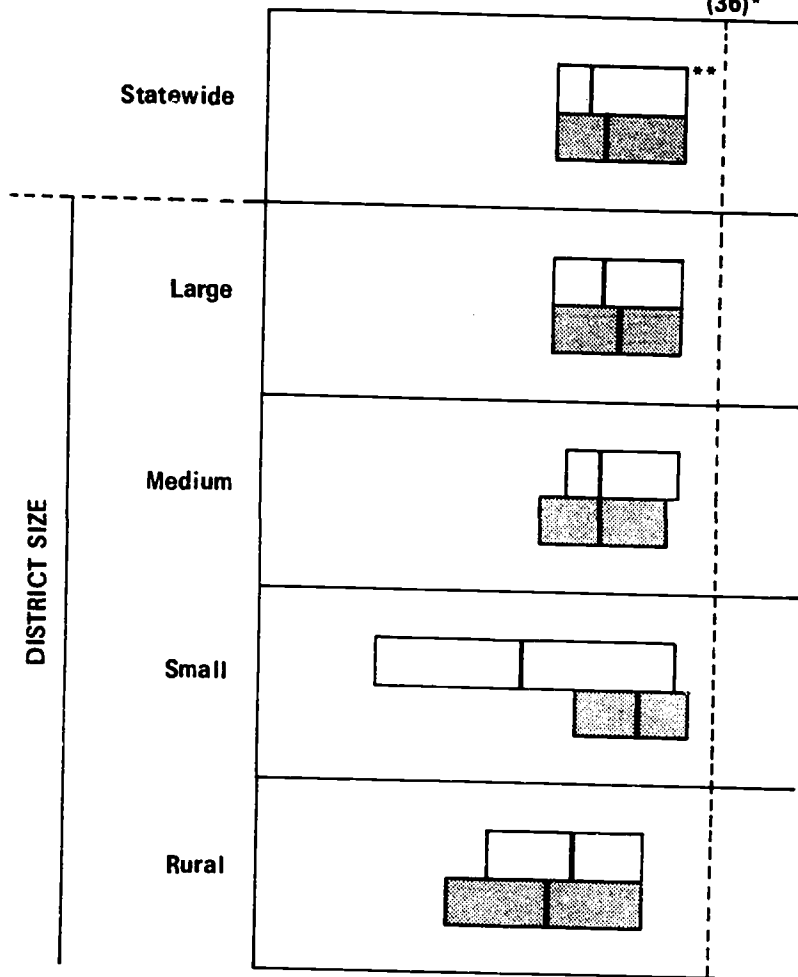 (36)*
Statewide
**
Large
Medium
Small
Rural
DISTRICT SIZE